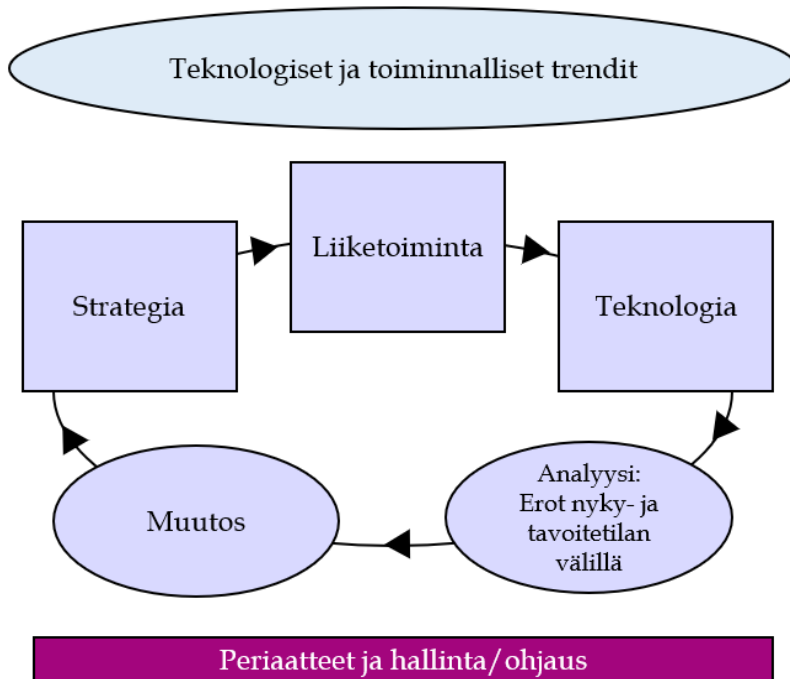 Teknologiset ja toiminnalliset trendit
Liiketoiminta
Strategia
Teknologia
Muutos
Analyysi:
Erot nyky- ja
tavoitetilan
välillä
Periaatteet ja hallinta/ohjaus